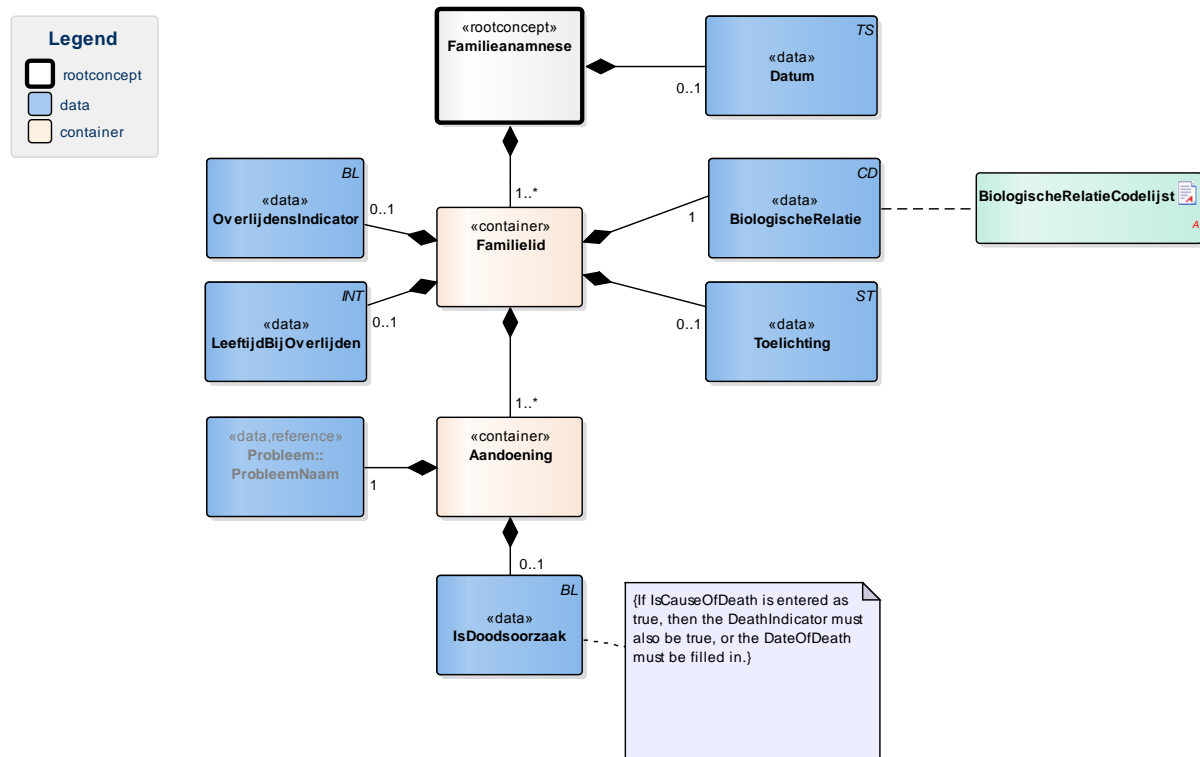 Legend
rootconcept
data
container
«rootconcept»
Familieanamnese
TS
«data»
Datum
0..1
1..*
BL
«data»
OverlijdensIndicator
0..1
«container»
Familielid
CD
«data»
BiologischeRelatie
1
BiologischeRelatieCodelijst
A
INT
«data»
LeeftijdBijOverlijden
0..1
ST
«data»
Toelichting
0..1
1..*
«data,reference»
Probleem::
ProbleemNaam
1
«container»
Aandoening
0..1
BL
«data»
IsDoodsoorzaak
{If IsCauseOfDeath is entered as
true, then the DeathIndicator must
also be true, or the DateOfDeath
must be filled in.}